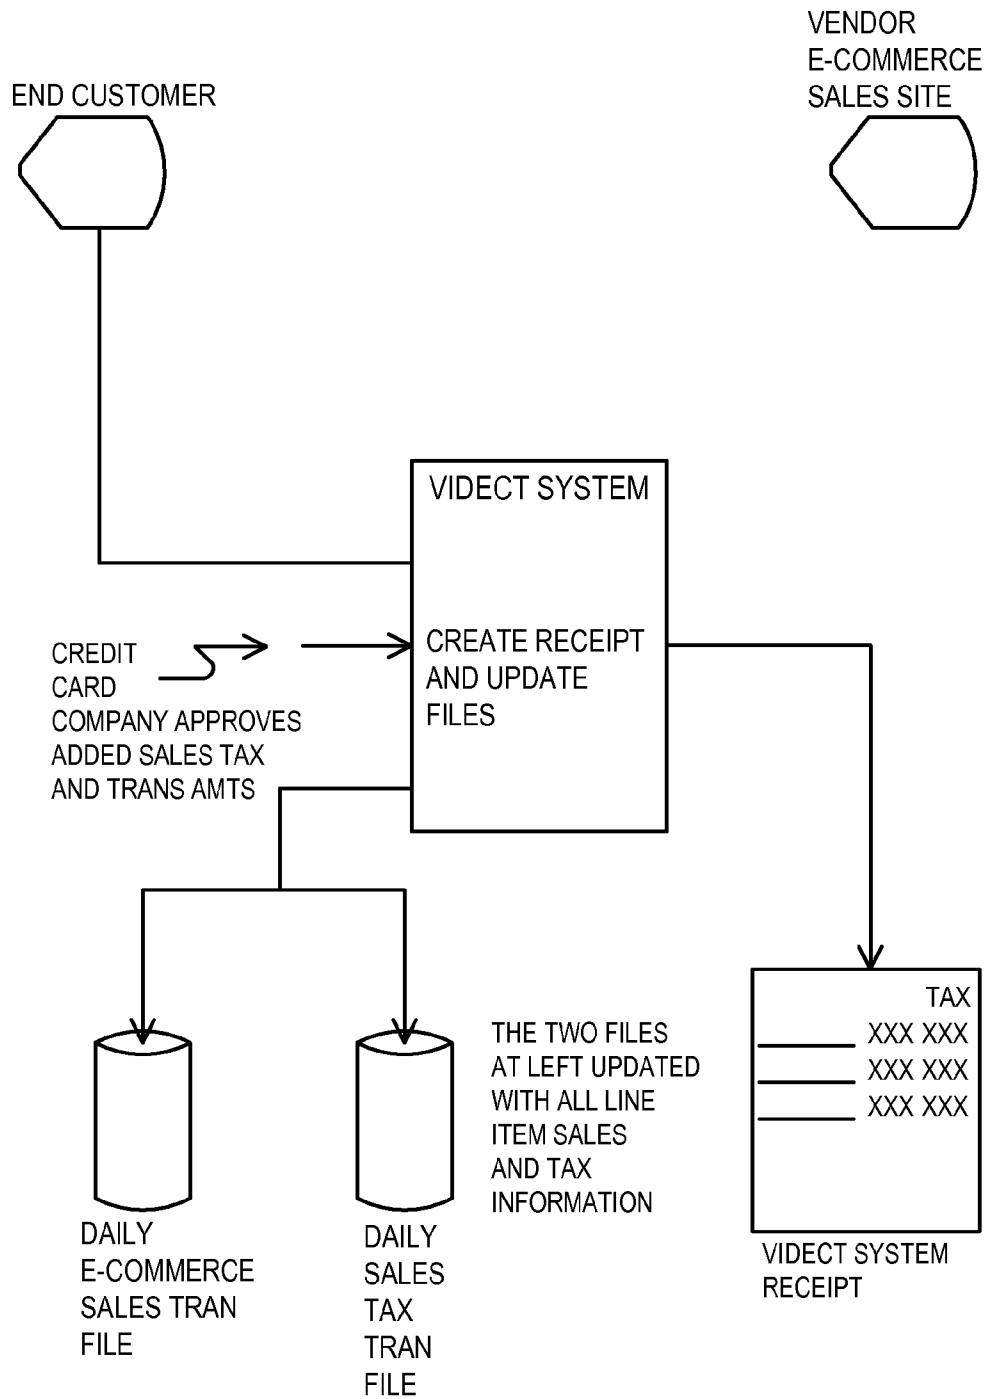 VENDOR
E-COMMERCE
SALES SITE
END CUSTOMER
VIDECT SYSTEM
CREATE RECEIPT
AND UPDATE
FILES
CREDIT
CARD
COMPANY APPROVES
ADDED SALES TAX
AND TRANS AMTS
THE TWO FILES
AT LEFT UPDATED
WITH ALL LINE
ITEM SALES
AND TAX
INFORMATION
TAX
XXX XXX
XXX XXX
XXX XXX
DAILY
E-COMMERCE
SALES TRAN
FILE
DAILY
SALES
TAX
TRAN
FILE
VIDECT SYSTEM
RECEIPT